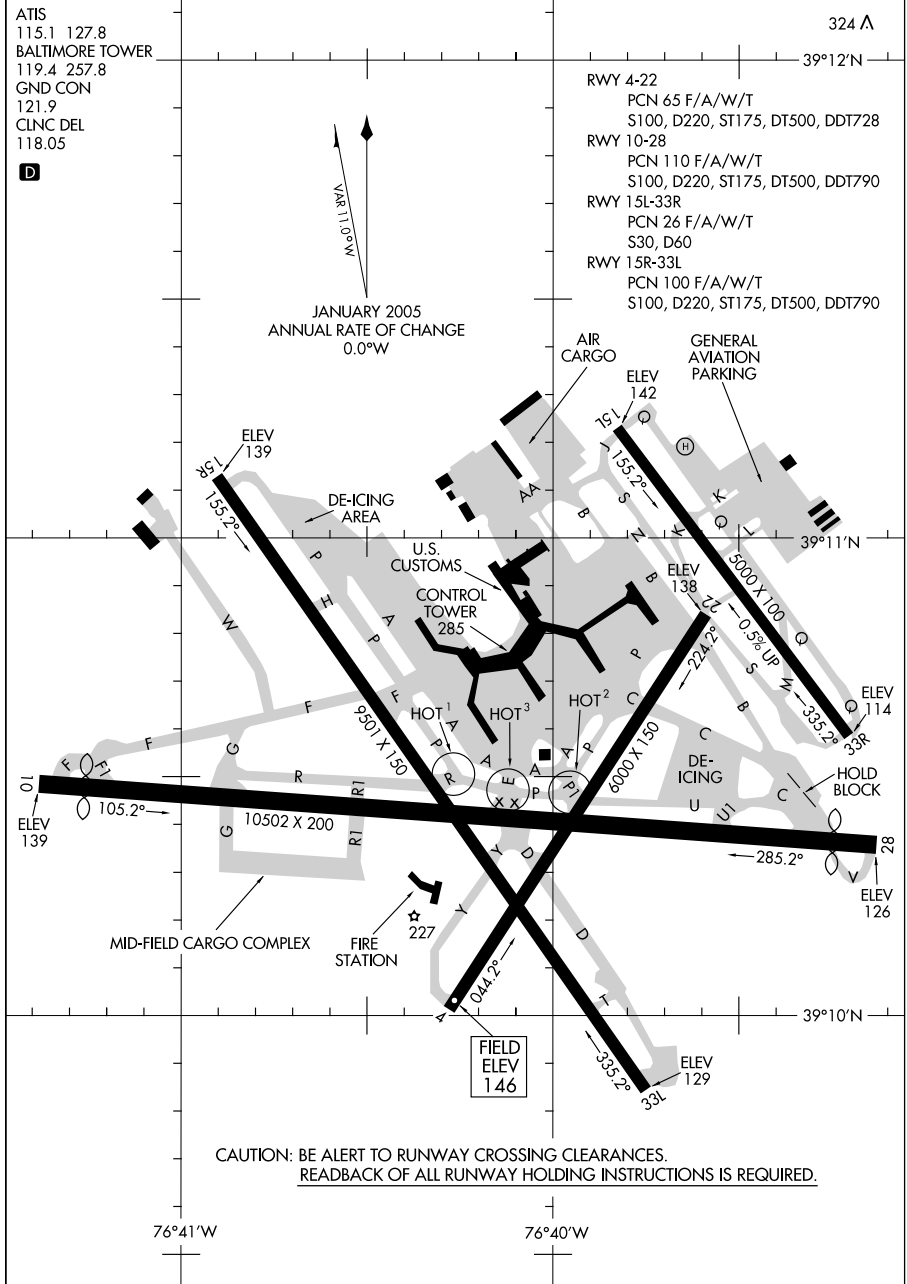 ATIS
115.1 127.8
BALTIMORE TOWER
119.4 257.8
GND CON
121.9
CLNC DEL
118.05
D
324
39°12'N
RWY 4-22
PCN 65 F/A/W/T
S100, D220, ST175, DT500, DDT728
RWY 10-28
PCN 110 F/A/W/T
S100, D220, ST175, DT500, DDT790
RWY 15L-33R
PCN 26 F/A/W/T
S30, D60
RWY 15R-33L
PCN 100 F/A/W/T
S100, D220, ST175, DT500, DDT790
VAR 11.0°W
JANUARY 2005
ANNUAL RATE OF CHANGE
0.0°W
AIR
CARGO
GENERAL
AVIATION
PARKING
ELEV
142
15L
Q
H
J
155.2°
ELEV
139
15R
155.2°
DE-ICING
AREA
AA
B
S
N
K
K
Q
L
39°11'N
U.S.
CUSTOMS
CONTROL
TOWER
285
P
H
A
P
W
B
ELEV
138
22
5000 X 100
0.5% UP
224.2°
Q
P
S
M
B
C
C
335.2°
Q
ELEV
114
33R
F
F
F
G
9501 X 150
A
P
HOT 1
HOT 3
HOT 2
A
A
A
P
P
P1
E
R
X X
6000 X 150
DE-
ICING
HOLD
BLOCK
F
F1
R
R1
R1
G
U
U1
C
10
105.2°
10502 X 200
ELEV
139
285.2°
28
V
ELEV
126
Y
D
Y
D
T
MID-FIELD CARGO COMPLEX
FIRE
STATION
227
044.2°
4
39°10'N
FIELD
ELEV
146
335.2°
33L
ELEV
129
CAUTION: BE ALERT TO RUNWAY CROSSING CLEARANCES.
READBACK OF ALL RUNWAY HOLDING INSTRUCTIONS IS REQUIRED.
76°41'W
76°40'W